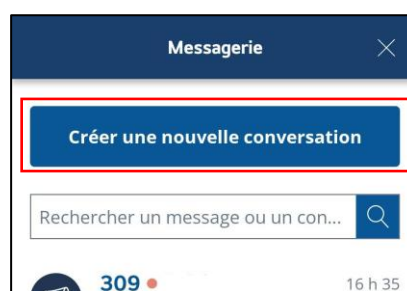 Messagerie
Créer une nouvelle conversation
Rechercher un message ou un con...
309
16 h 35